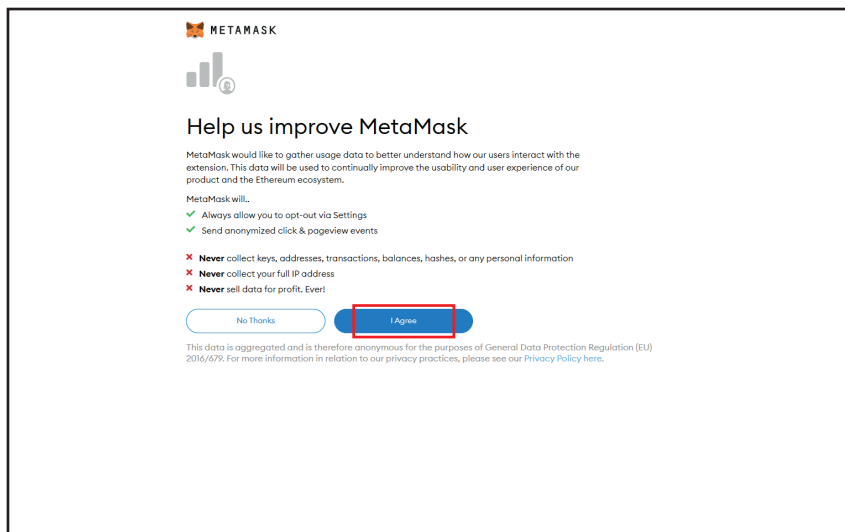 METAMASK
Help us improve MetaMask
MetaMask would like to gather usage data to better understand how our users interact with the
extension. This data will be used to continually improve the usability and user experience of our
product and the Ethereum ecosystem.
MetaMask will..
Always allow you to opt-out via Settings
Send anonymized click & pageview events
Never collect keys, addresses, transactions, balances, hashes, or any personal information
Never collect your full IP address
Never sell data for profit. Ever!
No Thanks
I Agree
This data is aggregated and is therefore anonymous for the purposes of General Data Protection Regulation (EU)
2016/679. For more information in relation to our privacy practices, please see our Privacy Policy here.